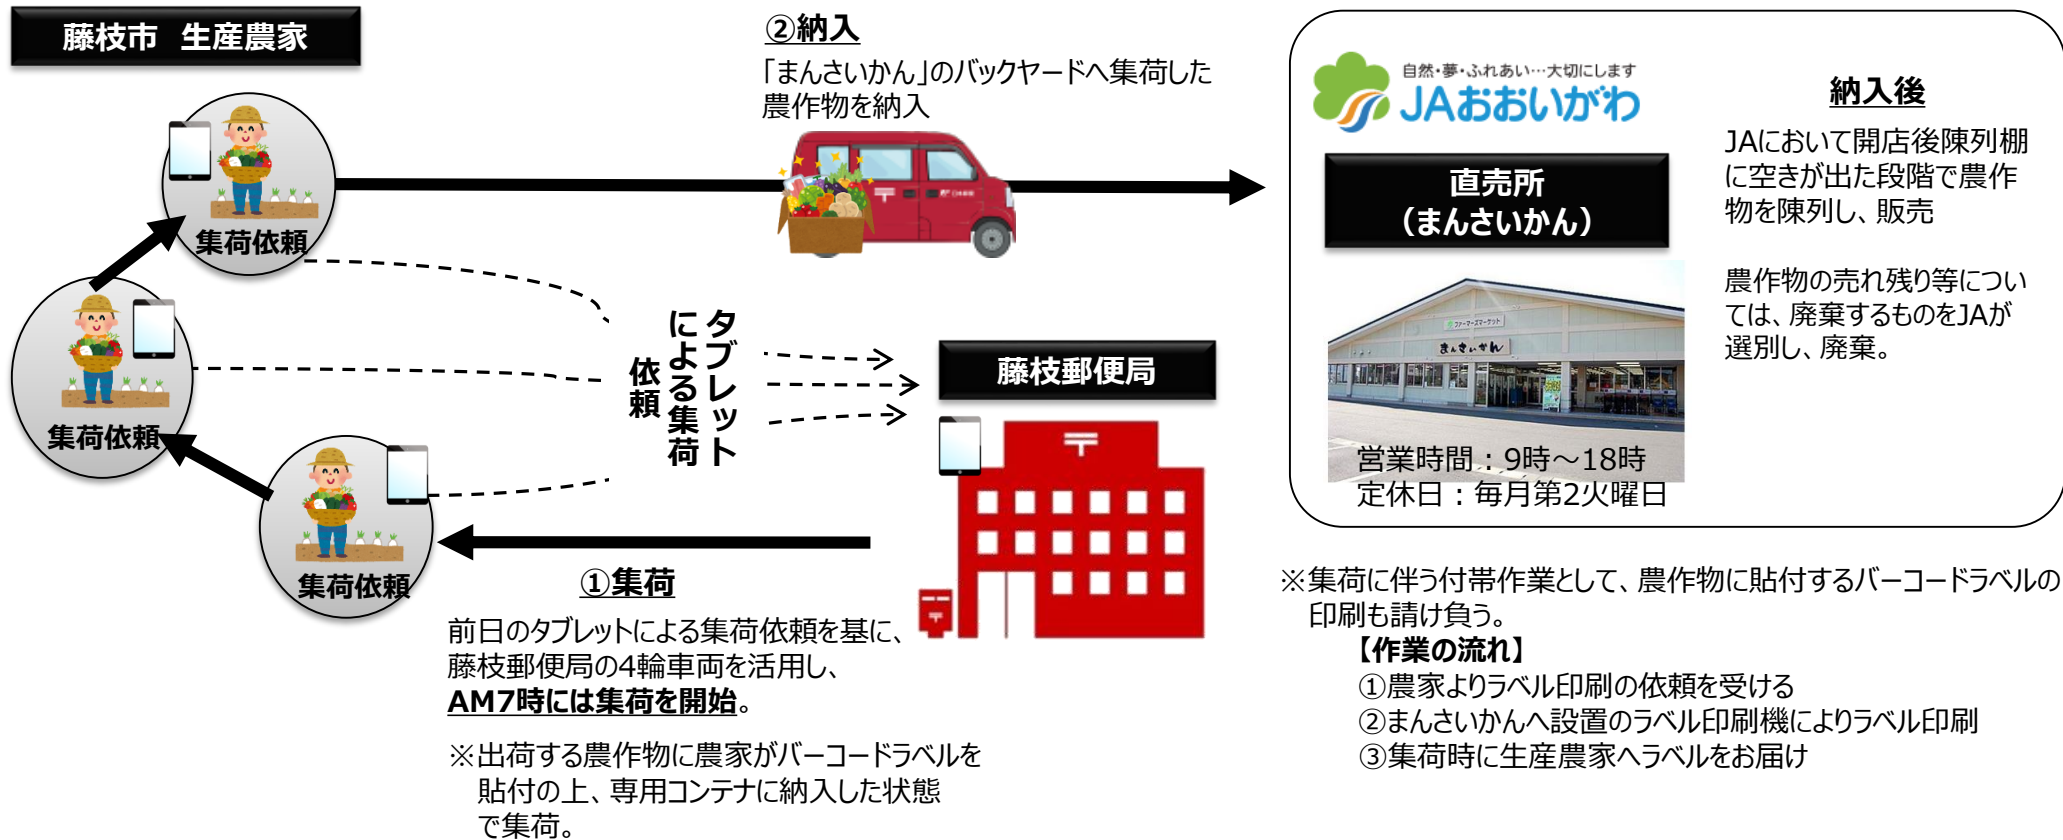 藤枝市 生産農家
集荷依頼
集荷依頼
集荷依頼
②納入
「まんさいかん」のバックヤードへ集荷した
農作物を納入
タブレット
による集荷
依頼
藤枝郵便局
①集荷
前日のタブレットによる集荷依頼を基に、
藤枝郵便局の4輪車両を活用し、
AM7時には集荷を開始。
※出荷する農作物に農家がバーコードラベルを
貼付の上、専用コンテナに納入した状態
で集荷。
自然・夢・ふれあい…大切にします
JAおおいがわ
直売所
（まんさいかん）
ファーマーズマーケット
まんさいかん
営業時間：9時～18時
定休日：毎月第2火曜日
納入後
JAにおいて開店後陳列棚
に空きが出た段階で農作
物を陳列し、販売
農作物の売れ残り等につい
ては、廃棄するものをJAが
選別し、廃棄。
※集荷に伴う付帯作業として、農作物に貼付するバーコードラベルの
印刷も請け負う。
【作業の流れ】
①農家よりラベル印刷の依頼を受ける
②まんさいかんへ設置のラベル印刷機によりラベル印刷
③集荷時に生産農家へラベルをお届け